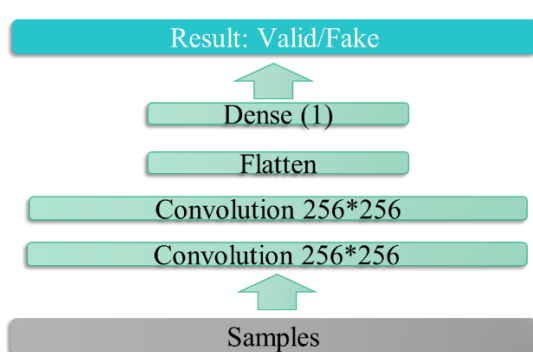 Result: Valid/Fake
Dense (1)
Flatten
Convolution 256*256
Convolution 256*256
Samples